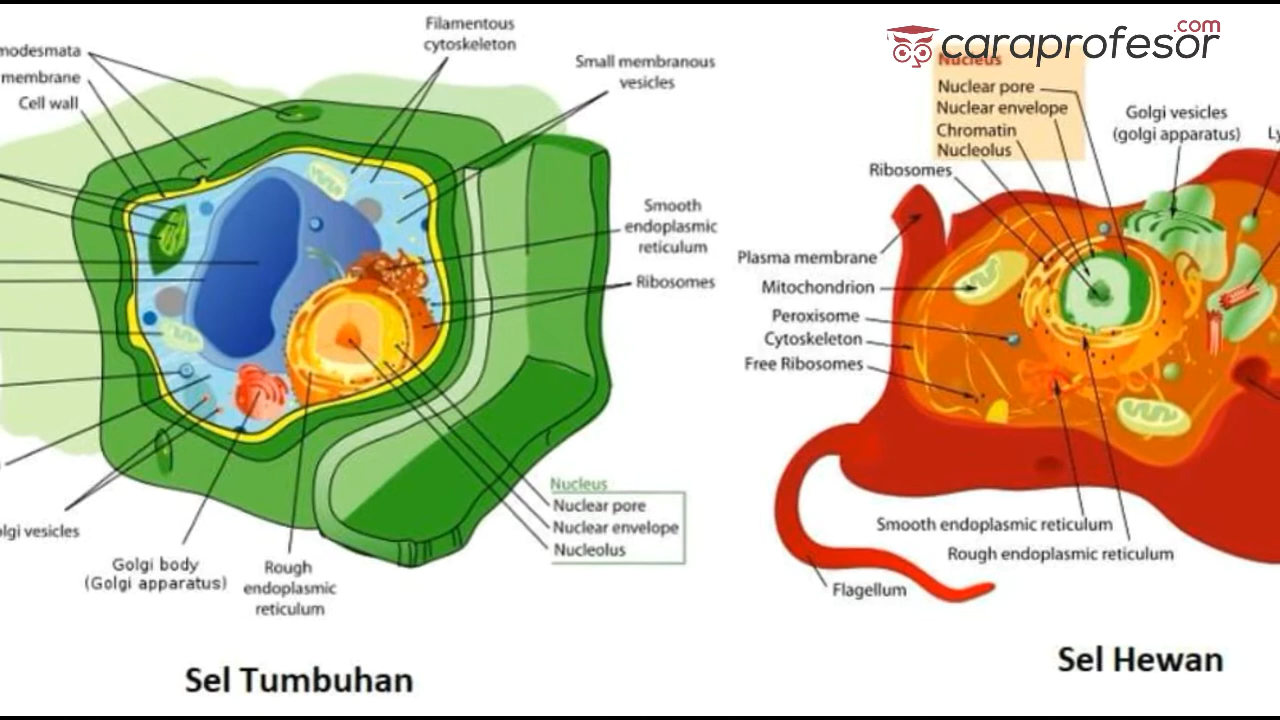 .com
caraprofesor
Filamentous
cytoskeleton
modesmata
membrane
Cell wall
Small membranous
vesicles
Smooth
endoplasmic
reticulum
Ribosomes
Nucleus
Nuclear pore
Nuclear envelope
Nucleolus
lgi vesicles
Golgi body
(Golgi apparatus)
Rough
endoplasmic
reticulum
Sel Tumbuhan
Nucleus
Nuclear pore
Nuclear envelope
Chromatin
Nucleolus
Ribosomes
Golgi vesicles
(golgi apparatus)
Ly
Plasma membrane
Mitochondrion
Peroxisome
Cytoskeleton
Free Ribosomes
Smooth endoplasmic reticulum
Rough endoplasmic reticulum
Flagellum
Sel Hewan